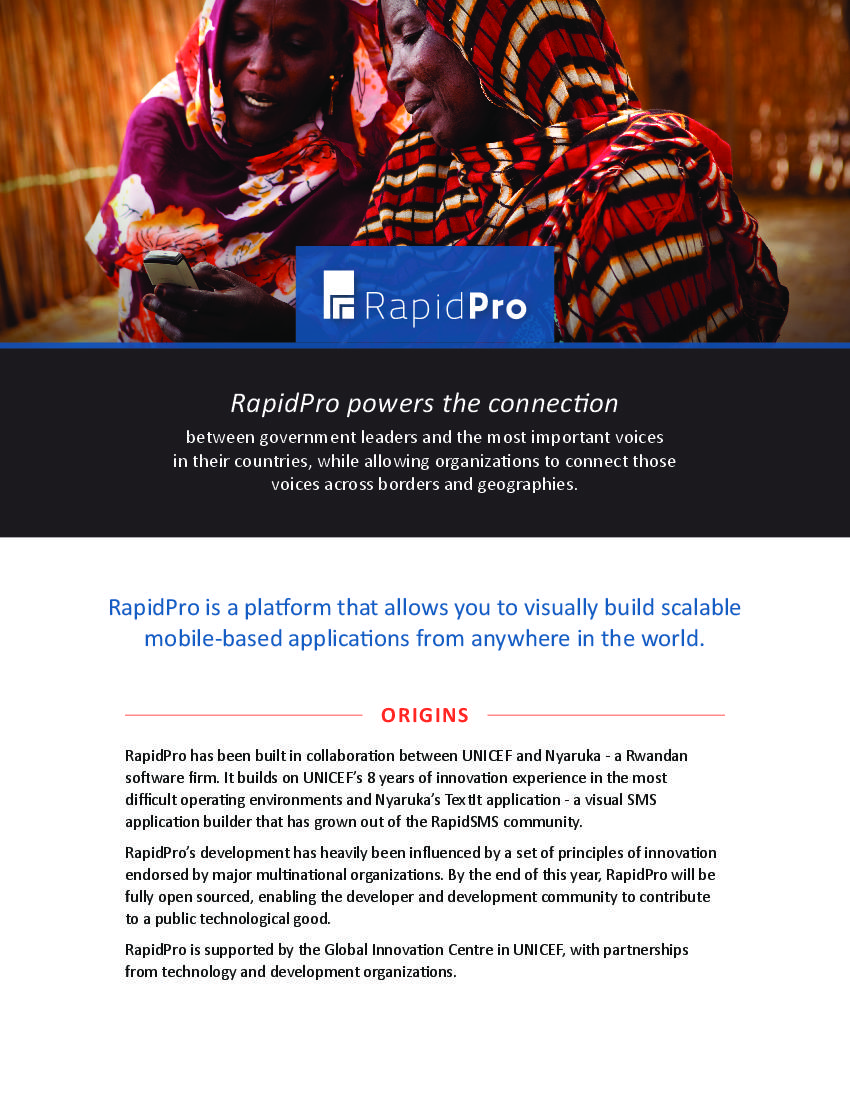 RapidPro
RapidPro powers the connection
between government leaders and the most important voices
in their countries, while allowing organizations to connect those
voices across borders and geographies.
RapidPro is a platform that allows you to visually build scalable
mobile-based applications from anywhere in the world.
ORIGINS
RapidPro has been built in collaboration between UNICEF and Nyaruka - a Rwandan
software firm. It builds on UNICEF’s 8 years of innovation experience in the most
difficult operating environments and Nyaruka’s TextIt application - a visual SMS
application builder that has grown out of the RapidSMS community.
RapidPro’s development has heavily been influenced by a set of principles of innovation
endorsed by major multinational organizations. By the end of this year, RapidPro will be
fully open sourced, enabling the developer and development community to contribute
to a public technological good.
RapidPro is supported by the Global Innovation Centre in UNICEF, with partnerships
from technology and development organizations.